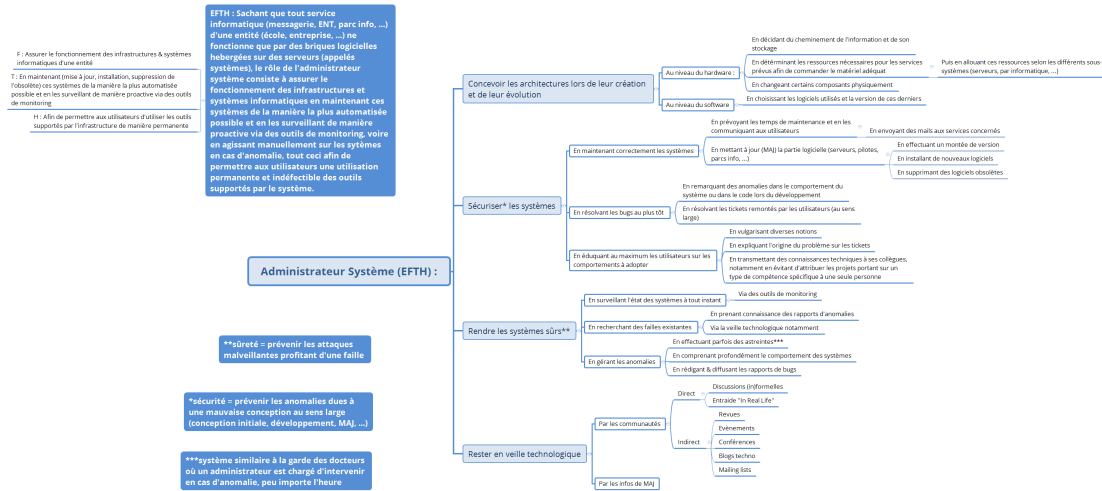 EFTH : Sachant que tout service
informatique (messagerie, ENT, parc info, ...)
d'une entité (école, entreprise, ...) ne
fonctionne que par des briques logicielles
hebergées sur des serveurs (appelés
systèmes), le rôle de l'administrateur
système consiste à assurer le
fonctionnement des infrastructures et
systèmes informatiques en maintenant ces
systèmes de la manière la plus automatisée
possible et en les surveillant de manière
proactive via des outils de monitoring, voire
en agissant manuellement sur les sytèmes
en cas d'anomalie, tout ceci afin de
permettre aux utilisateurs une utilisation
permanente et indéfectible des outils
supportés par le système.
F : Assurer le fonctionnement des infrastructures & systèmes
informatiques d'une entité
T : En maintenant (mise à jour, installation, suppression de
l'obsolète) ces systèmes de la manière la plus automatisée
possible et en les surveillant de manière proactive via des outils
de monitoring
H : Afin de permettre aux utilisateurs d'utiliser les outils
supportés par l'infrastructure de manière permanente
Administrateur Système (EFTH) :
Concevoir les architectures lors de leur création
et de leur évolution
Au niveau du hardware :
En décidant du cheminement de l'information et de son
stockage
En détérminant les ressources nécessaires pour les services
prévus afin de commander le matériel adéquat
Puis en allouant ces ressources selon les différents sous-
systèmes (serveurs, par informatique, ...)
En changeant certains composants physiquement
Au niveau du software
En choisissant les logiciels utilisés et la version de ces derniers
Sécuriser* les systèmes
En maintenant correctement les systèmes
En prévoyant les temps de maintenance et en les
communiquant aux utilisateurs
En envoyant des mails aux services concernés
En mettant à jour (MAJ) la partie logicielle (serveurs, pilotes,
parcs info, ...)
En effectuant un montée de version
En installant de nouveaux logiciels
En supprimant des logiciels obsolètes
En résolvant les bugs au plus tôt
En remarquant des anomalies dans le comportement du
système ou dans le code lors du développement
En résolvant les tickets remontés par les utilisateurs (au sens
large)
En éduquant au maximum les utilisateurs sur les
comportements à adopter
En vulgarisant diverses notions
En expliquant l'origine du problème sur les tickets
En transmettant des connaissances techniques à ses collègues,
notamment en évitant d'attribuer les projets portant sur un
type de compétence spécifique à une seule personne
Rendre les systèmes sûrs**
En surveillant l'état des systèmes à tout instant
Via des outils de monitoring
En recherchant des failles existantes
En prenant connaissance des rapports d'anomalies
Via la veille technologique notamment
En gérant les anomalies
En effectuant parfois des astreintes***
En comprenant profondément le comportement des systèmes
En rédigant & diffusant les rapports de bugs
Rester en veille technologique
Par les communautés
Direct
Discussions (in)formelles
Entraide "In Real Life"
Indirect
Revues
Evènements
Conférences
Blogs techno
Mailing lists
Par les infos de MAJ
**sûreté = prévenir les attaques
malveillantes profitant d'une faille
*sécurité = prévenir les anomalies dues à
une mauvaise conception au sens large
(conception initiale, développement, MAJ, ...)
***système similaire à la garde des docteurs
où un administrateur est chargé d'intervenir
en cas d'anomalie, peu importe l'heure